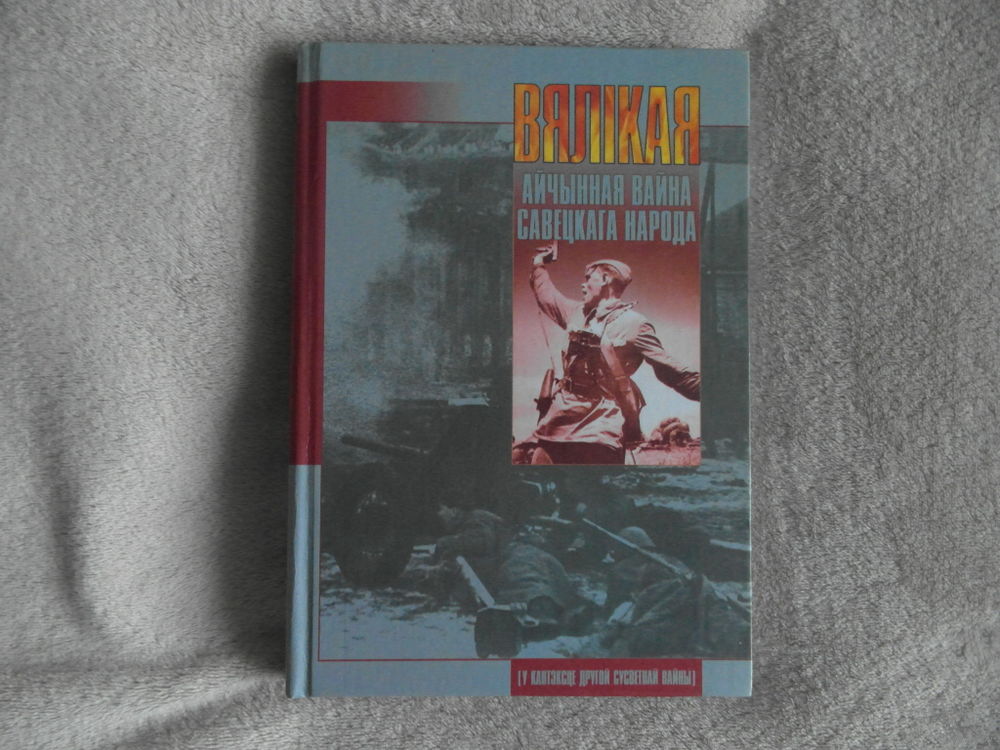 ВЯЛІКАЯ
АЙЧЫННАЯ ВАЙНА
САВЕЦКАГА НАРОДА
[У КАНТЭКСЦЕ ДРУГОЙ СУСВЕТНАЙ ВАЙНЫ]